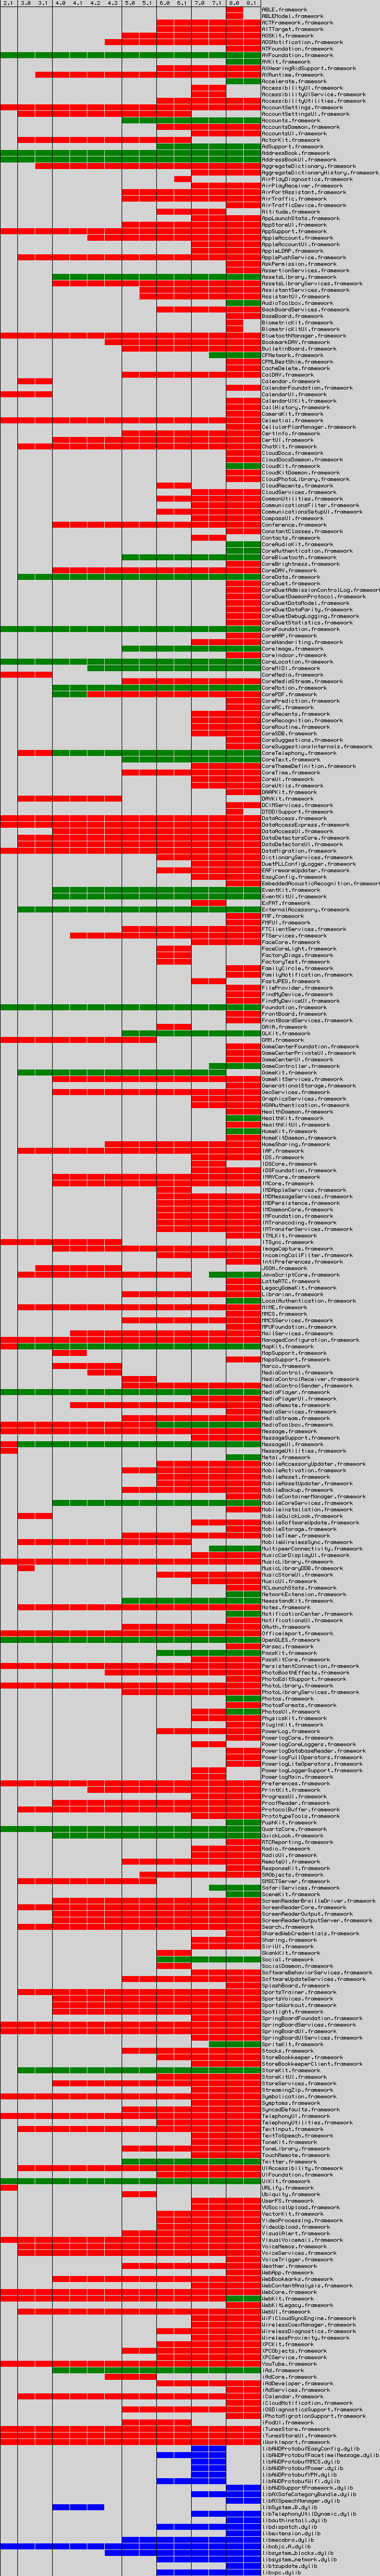 2.1 3.0 3.1 4.0 4.1 4.2 4.3 5.0 5.1 6.0 6.1 7.0 7.1 8.0 8.1
ABLE.framework
ABLEModel.framework
ACTFramework.framework
AITTarget.framework
AOSKit.framework
AOSNotification.framework
ATFoundation.framework
AVFoundation.framework
AVKit.framework
AXHearingAidSupport.framework
AXRuntime.framework
Accelerate.framework
AccessibilityUI.framework
AccessibilityUIService.framework
AccessibilityUtilities.framework
AccountSettings.framework
AccountSettingsUI.framework
Accounts.framework
AccountsDaemon.framework
AccountsUI.framework
ActorKit.framework
AdSupport.framework
AddressBook.framework
AddressBookUI.framework
AggregateDictionary.framework
AggregateDictionaryHistory.framework
AirPlayDiagnostics.framework
AirPlayReceiver.framework
AirPortAssistant.framework
AirTraffic.framework
AirTrafficDevice.framework
Altitude.framework
AppLaunchStats.framework
AppStoreUI.framework
AppSupport.framework
AppleAccount.framework
AppleAccountUI.framework
AppleLDAP.framework
ApplePushService.framework
AskPermission.framework
AssertionServices.framework
AssetsLibrary.framework
AssetsLibraryServices.framework
AssistantServices.framework
AssistantUI.framework
AudioToolbox.framework
BackBoardServices.framework
BaseBoard.framework
BiometricKit.framework
BiometricKitUI.framework
BluetoothManager.framework
BookmarkDAV.framework
BulletinBoard.framework
CFNetwork.framework
CPMLBestShim.framework
CacheDelete.framework
CalDAV.framework
Calendar.framework
CalendarFoundation.framework
CalendarUI.framework
CalendarUIKit.framework
CallHistory.framework
CameraKit.framework
Celestial.framework
CellularPlanManager.framework
CertInfo.framework
CertUI.framework
ChatKit.framework
CloudDocs.framework
CloudDocsDaemon.framework
CloudKit.framework
CloudKitDaemon.framework
CloudPhotoLibrary.framework
CloudRecents.framework
CloudServices.framework
CommonUtilities.framework
CommunicationsFilter.framework
CommunicationsSetupUI.framework
CompassUI.framework
Conference.framework
ConstantClasses.framework
Contacts.framework
CoreAudioKit.framework
CoreAuthentication.framework
CoreBluetooth.framework
CoreBrightness.framework
CoreDAV.framework
CoreData.framework
CoreDuet.framework
CoreDuetAdmissionControlLog.framework
CoreDuetDaemonProtocol.framework
CoreDuetDataModel.framework
CoreDuetDataParity.framework
CoreDuetDebugLogging.framework
CoreDuetStatistics.framework
CoreFoundation.framework
CoreHAP.framework
CoreHandwriting.framework
CoreImage.framework
CoreIndoor.framework
CoreLocation.framework
CoreMIDI.framework
CoreMedia.framework
CoreMediaStream.framework
CoreMotion.framework
CorePDF.framework
CorePrediction.framework
CoreRC.framework
CoreRecents.framework
CoreRecognition.framework
CoreRoutine.framework
CoreSDB.framework
CoreSuggestions.framework
CoreSuggestionsInternals.framework
CoreTelephony.framework
CoreText.framework
CoreThemeDefinition.framework
CoreTime.framework
CoreUI.framework
CoreUtils.framework
DAAPKit.framework
DAVKit.framework
DCIMServices.framework
DTDDISupport.framework
DataAccess.framework
DataAccessExpress.framework
DataAccessUI.framework
DataDetectorsCore.framework
DataDetectorsUI.framework
DataMigration.framework
DictionaryServices.framework
DuetPLLConfigLogger.framework
EAFirmwareUpdater.framework
EasyConfig.framework
EmbeddedAcousticRecognition.framework
EventKit.framework
EventKitUI.framework
ExFAT.framework
ExternalAccessory.framework
FMF.framework
FMFUI.framework
FTClientServices.framework
FTServices.framework
FaceCore.framework
FaceCoreLight.framework
FactoryDiags.framework
FactoryTest.framework
FamilyCircle.framework
FamilyNotification.framework
FastJPEG.framework
FileProvider.framework
FindMyDevice.framework
FindMyDeviceUI.framework
Foundation.framework
FrontBoard.framework
FrontBoardServices.framework
GAIA.framework
GLKit.framework
GMM.framework
GameCenterFoundation.framework
GameCenterPrivateUI.framework
GameCenterUI.framework
GameController.framework
GameKit.framework
GameKitServices.framework
GenerationalStorage.framework
GeoServices.framework
GraphicsServices.framework
HSAAuthentication.framework
HealthDaemon.framework
HealthKit.framework
HealthKitUI.framework
HomeKit.framework
HomeKitDaemon.framework
HomeSharing.framework
IAP.framework
IDS.framework
IDSCore.framework
IDSFoundation.framework
IMAVCore.framework
IMCore.framework
IMDAppleServices.framework
IMDMessageServices.framework
IMDPersistence.framework
IMDaemonCore.framework
IMFoundation.framework
IMTranscoding.framework
IMTransferServices.framework
ITMLKit.framework
ITSync.framework
ImageCapture.framework
IncomingCallFilter.framework
IntlPreferences.framework
JSON.framework
JavaScriptCore.framework
LatteRTC.framework
LegacyGameKit.framework
Librarian.framework
LocalAuthentication.framework
MIME.framework
MMCS.framework
MMCSServices.framework
MPUFoundation.framework
MailServices.framework
ManagedConfiguration.framework
MapKit.framework
MapSupport.framework
MapsSupport.framework
Marco.framework
MediaControl.framework
MediaControlReceiver.framework
MediaControlSender.framework
MediaPlayer.framework
MediaPlayerUI.framework
MediaRemote.framework
MediaServices.framework
MediaStream.framework
MediaToolbox.framework
Message.framework
MessageSupport.framework
MessageUI.framework
MessagesUtilities.framework
Metal.framework
MobileAccessoryUpdater.framework
MobileActivation.framework
MobileAsset.framework
MobileAssetUpdater.framework
MobileBackup.framework
MobileContainerManager.framework
MobileCoreServices.framework
MobileInstallation.framework
MobileQuickLook.framework
MobileSoftwareUpdate.framework
MobileStorage.framework
MobileTimer.framework
MobileWirelessSync.framework
MultipeerConnectivity.framework
MusicCarDisplayUI.framework
MusicLibrary.framework
MusicLibraryDDB.framework
MusicStoreUI.framework
MusicUI.framework
NCLaunchStats.framework
NetworkExtension.framework
NewsstandKit.framework
Notes.framework
NotificationCenter.framework
NotificationsUI.framework
OAuth.framework
OfficeImport.framework
OpenGLES.framework
Parsec.framework
PassKit.framework
PassKitCore.framework
PersistentConnection.framework
PhotoBoothEffects.framework
PhotoEditSupport.framework
PhotoLibrary.framework
PhotoLibraryServices.framework
Photos.framework
PhotosFormats.framework
PhotosUI.framework
PhysicsKit.framework
PluginKit.framework
PowerLog.framework
PowerlogCore.framework
PowerlogCoreLoggers.framework
PowerlogDatabaseReader.framework
PowerlogFullOperators.framework
PowerlogLiteOperators.framework
PowerlogLoggerSupport.framework
PowerlogMain.framework
Preferences.framework
PrintKit.framework
ProgressUI.framework
ProofReader.framework
ProtocolBuffer.framework
PrototypeTools.framework
PushKit.framework
QuartzCore.framework
QuickLook.framework
RTCReporting.framework
Radio.framework
RadioUI.framework
RemoteUI.framework
ResponseKit.framework
SAObjects.framework
SMSCTServer.framework
SafariServices.framework
SceneKit.framework
ScreenReaderBrailleDriver.framework
ScreenReaderCore.framework
ScreenReaderOutput.framework
ScreenReaderOutputServer.framework
Search.framework
SharedWebCredentials.framework
Sharing.framework
SiriUI.framework
SkankKit.framework
Social.framework
SocialDaemon.framework
SoftwareBehaviorServices.framework
SoftwareUpdateServices.framework
SplashBoard.framework
SportsTrainer.framework
SportsVoices.framework
SportsWorkout.framework
Spotlight.framework
SpringBoardFoundation.framework
SpringBoardServices.framework
SpringBoardUI.framework
SpringBoardUIServices.framework
SpriteKit.framework
Stocks.framework
StoreBookkeeper.framework
StoreBookkeeperClient.framework
StoreKit.framework
StoreKitUI.framework
StoreServices.framework
StreamingZip.framework
Symbolication.framework
Symptoms.framework
SyncedDefaults.framework
TelephonyUI.framework
TelephonyUtilities.framework
TextInput.framework
TextToSpeech.framework
ToneKit.framework
ToneLibrary.framework
TouchRemote.framework
Twitter.framework
UIAccessibility.framework
UIFoundation.framework
UIKit.framework
URLify.framework
Ubiquity.framework
UserFS.framework
VUSocialUpload.framework
VectorKit.framework
VideoProcessing.framework
VideoUpload.framework
VisualAlert.framework
VisualVoicemail.framework
VoiceMemos.framework
VoiceServices.framework
VoiceTrigger.framework
Weather.framework
WebApp.framework
WebBookmarks.framework
WebContentAnalysis.framework
WebCore.framework
WebKit.framework
WebKitLegacy.framework
WebUI.framework
WiFiCloudSyncEngine.framework
WirelessCoexManager.framework
WirelessDiagnostics.framework
WirelessProximity.framework
XPCKit.framework
XPCObjects.framework
XPCService.framework
YouTube.framework
iAd.framework
iAdCore.framework
iAdDeveloper.framework
iAdServices.framework
iCalendar.framework
iCloudNotification.framework
iOSDiagnosticsSupport.framework
iPhotoMigrationSupport.framework
iPodUI.framework
iTunesStore.framework
iTunesStoreUI.framework
iWorkImport.framework
libAWDProtobufEasyConfig.dylib
libAWDProtobufFacetimeiMessage.dylib
libAWDProtobufMMCS.dylib
libAWDProtobufPower.dylib
libAWDProtobufVPN.dylib
libAWDProtobufWifi.dylib
libAWDSupportFramework.dylib
libAXSafeCategoryBundle.dylib
libAXSpeechManager.dylib
libSystem.B.dylib
libTelephonyUtilDynamic.dylib
libauthinstall.dylib
libdispatch.dylib
libextension.dylib
libmecabra.dylib
libobjc.A.dylib
libsystem_blocks.dylib
libsystem_network.dylib
libtzupdate.dylib
libxpc.dylib